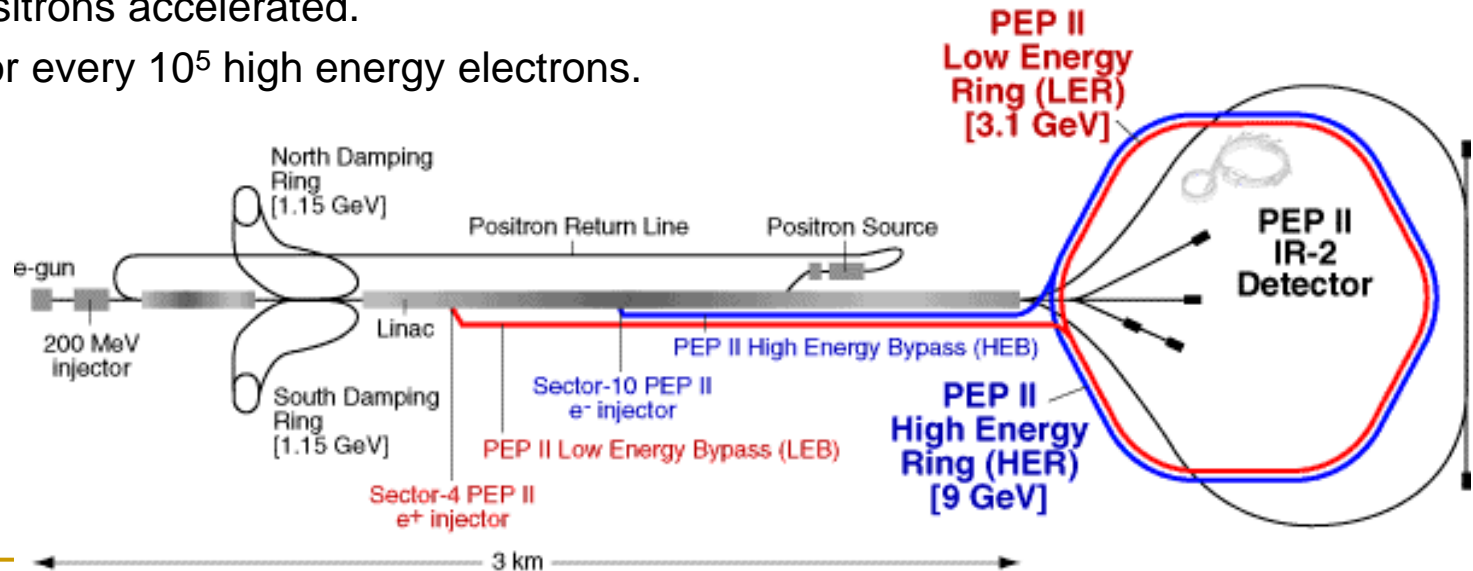 sitrons accelerated.
or every 10⁵ high energy electrons.
PEP II
Low Energy
Ring (LER)
[3.1 GeV]
North Damping
Ring
[1.15 GeV]
Positron Return Line
Positron Source
e-gun
PEP II
IR-2
Detector
Linac
200 MeV
injector
PEP II High Energy Bypass (HEB)
Sector-10 PEP II
e⁻ injector
South Damping
Ring
[1.15 GeV]
PEP II Low Energy Bypass (LEB)
PEP II
High Energy
Ring (HER)
[9 GeV]
Sector-4 PEP II
e⁺ injector
3 km